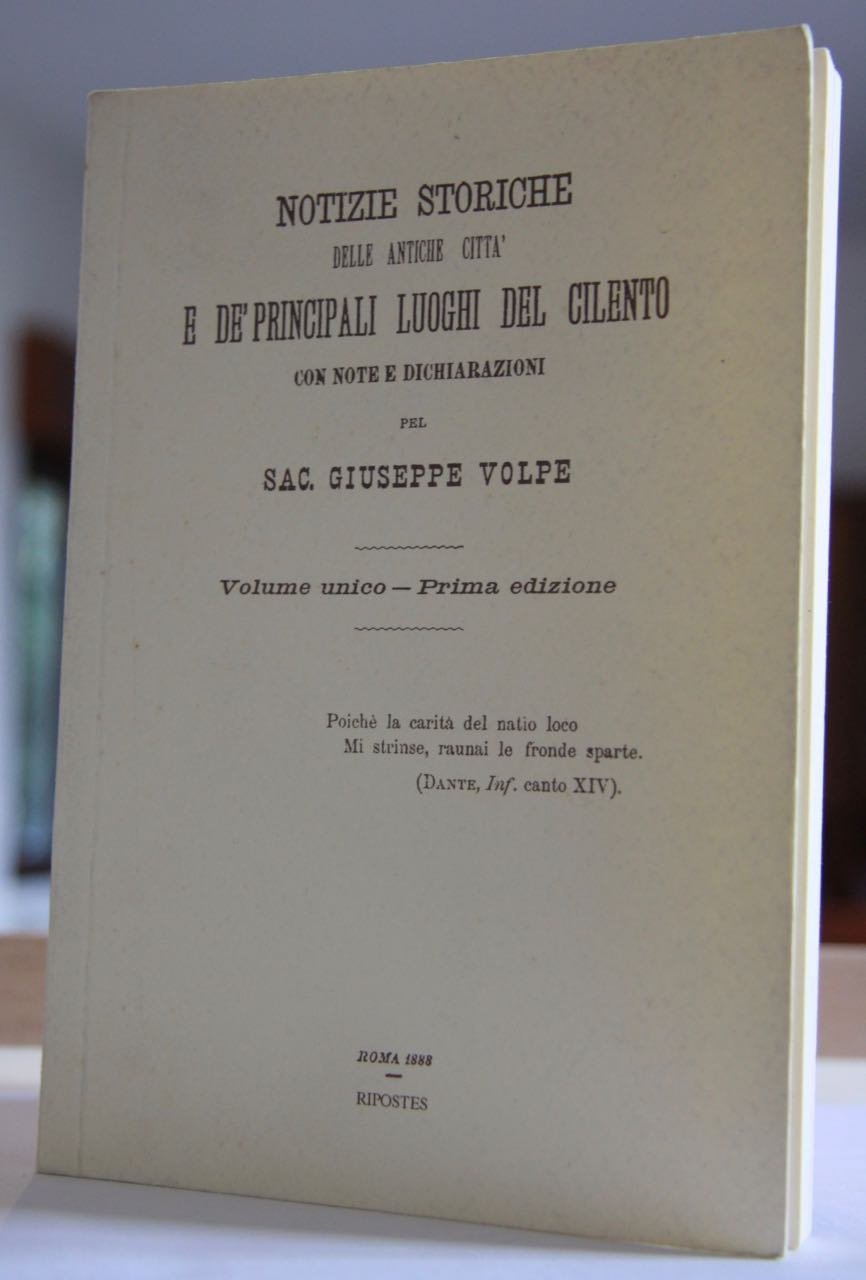 NOTIZIE STORICHE
DELLE ANTICHE CITTA'
E DE' PRINCIPALI LUOGHI DEL CILENTO
CON NOTE E DICHIARAZIONI
PEL
SAC. GIUSEPPE VOLPE
Volume unico — Prima edizione
Poichè la carità del natio loco
Mi strinse, raunai le fronde sparte.
(DANTE, Inf. canto XIV).
ROMA 1888
RIPOSTES